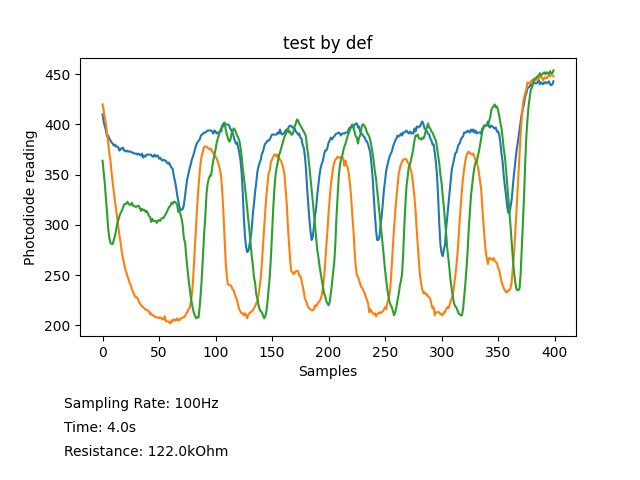 test by def
450
400
350
300
250
200
Photodiode reading
0 50 100 150 200 250 300 350 400
Samples
Sampling Rate: 100Hz
Time: 4.0s
Resistance: 122.0kOhm